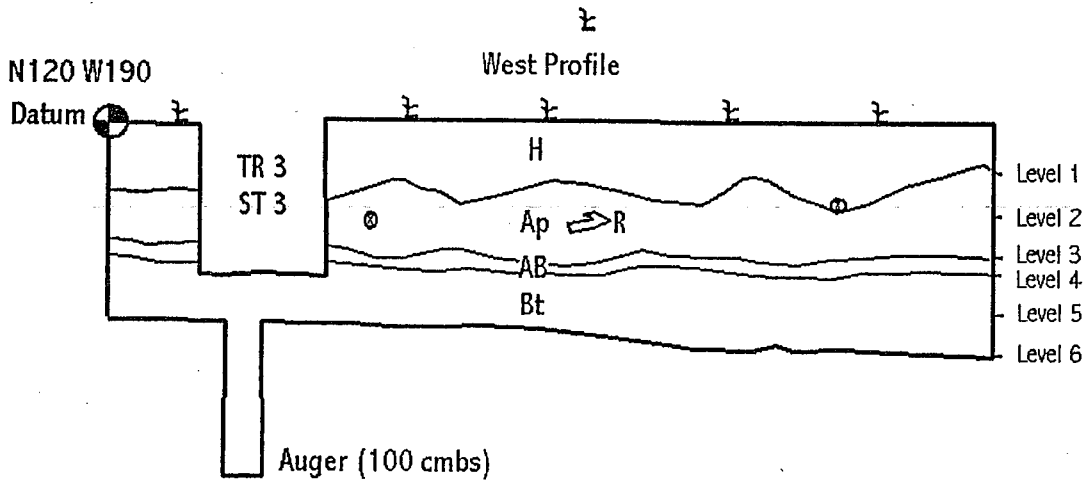 West Profile
N120 W190
Datum
TR 3
ST 3
H
Ap
R
AB
Bt
Level 1
Level 2
Level 3
Level 4
Level 5
Level 6
Auger (100 cmbs)